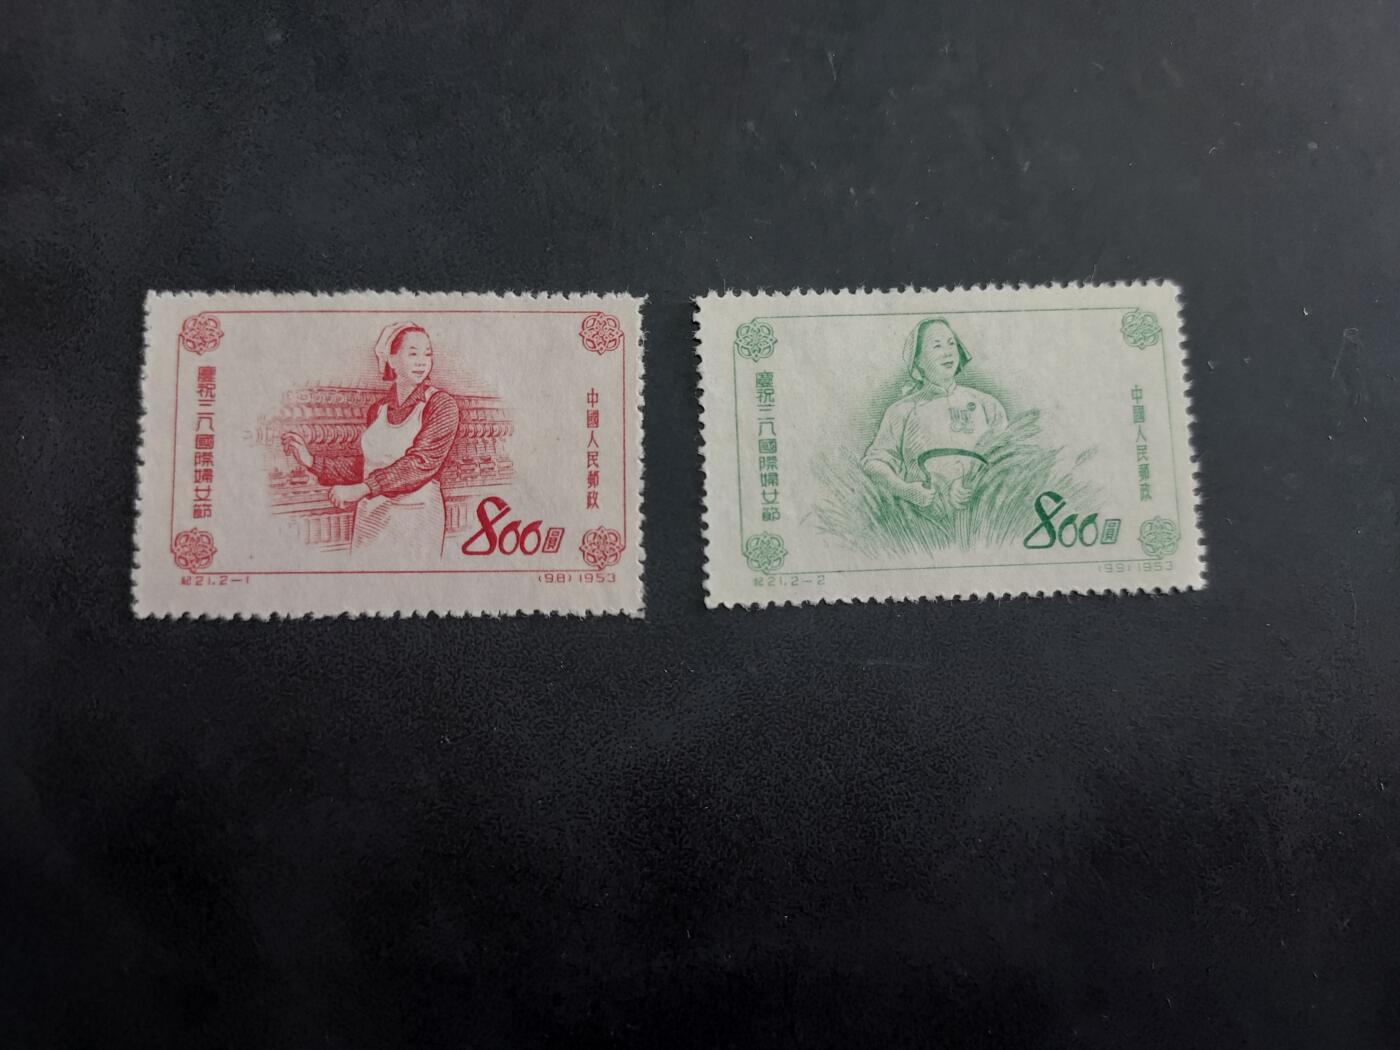 慶祝三八國際婦女節
中國人民郵政
800圓
紀21.2-1
(98)1953
慶祝三八國際婦女節
中國人民郵政
800圓
紀21.2-2
(99)1953